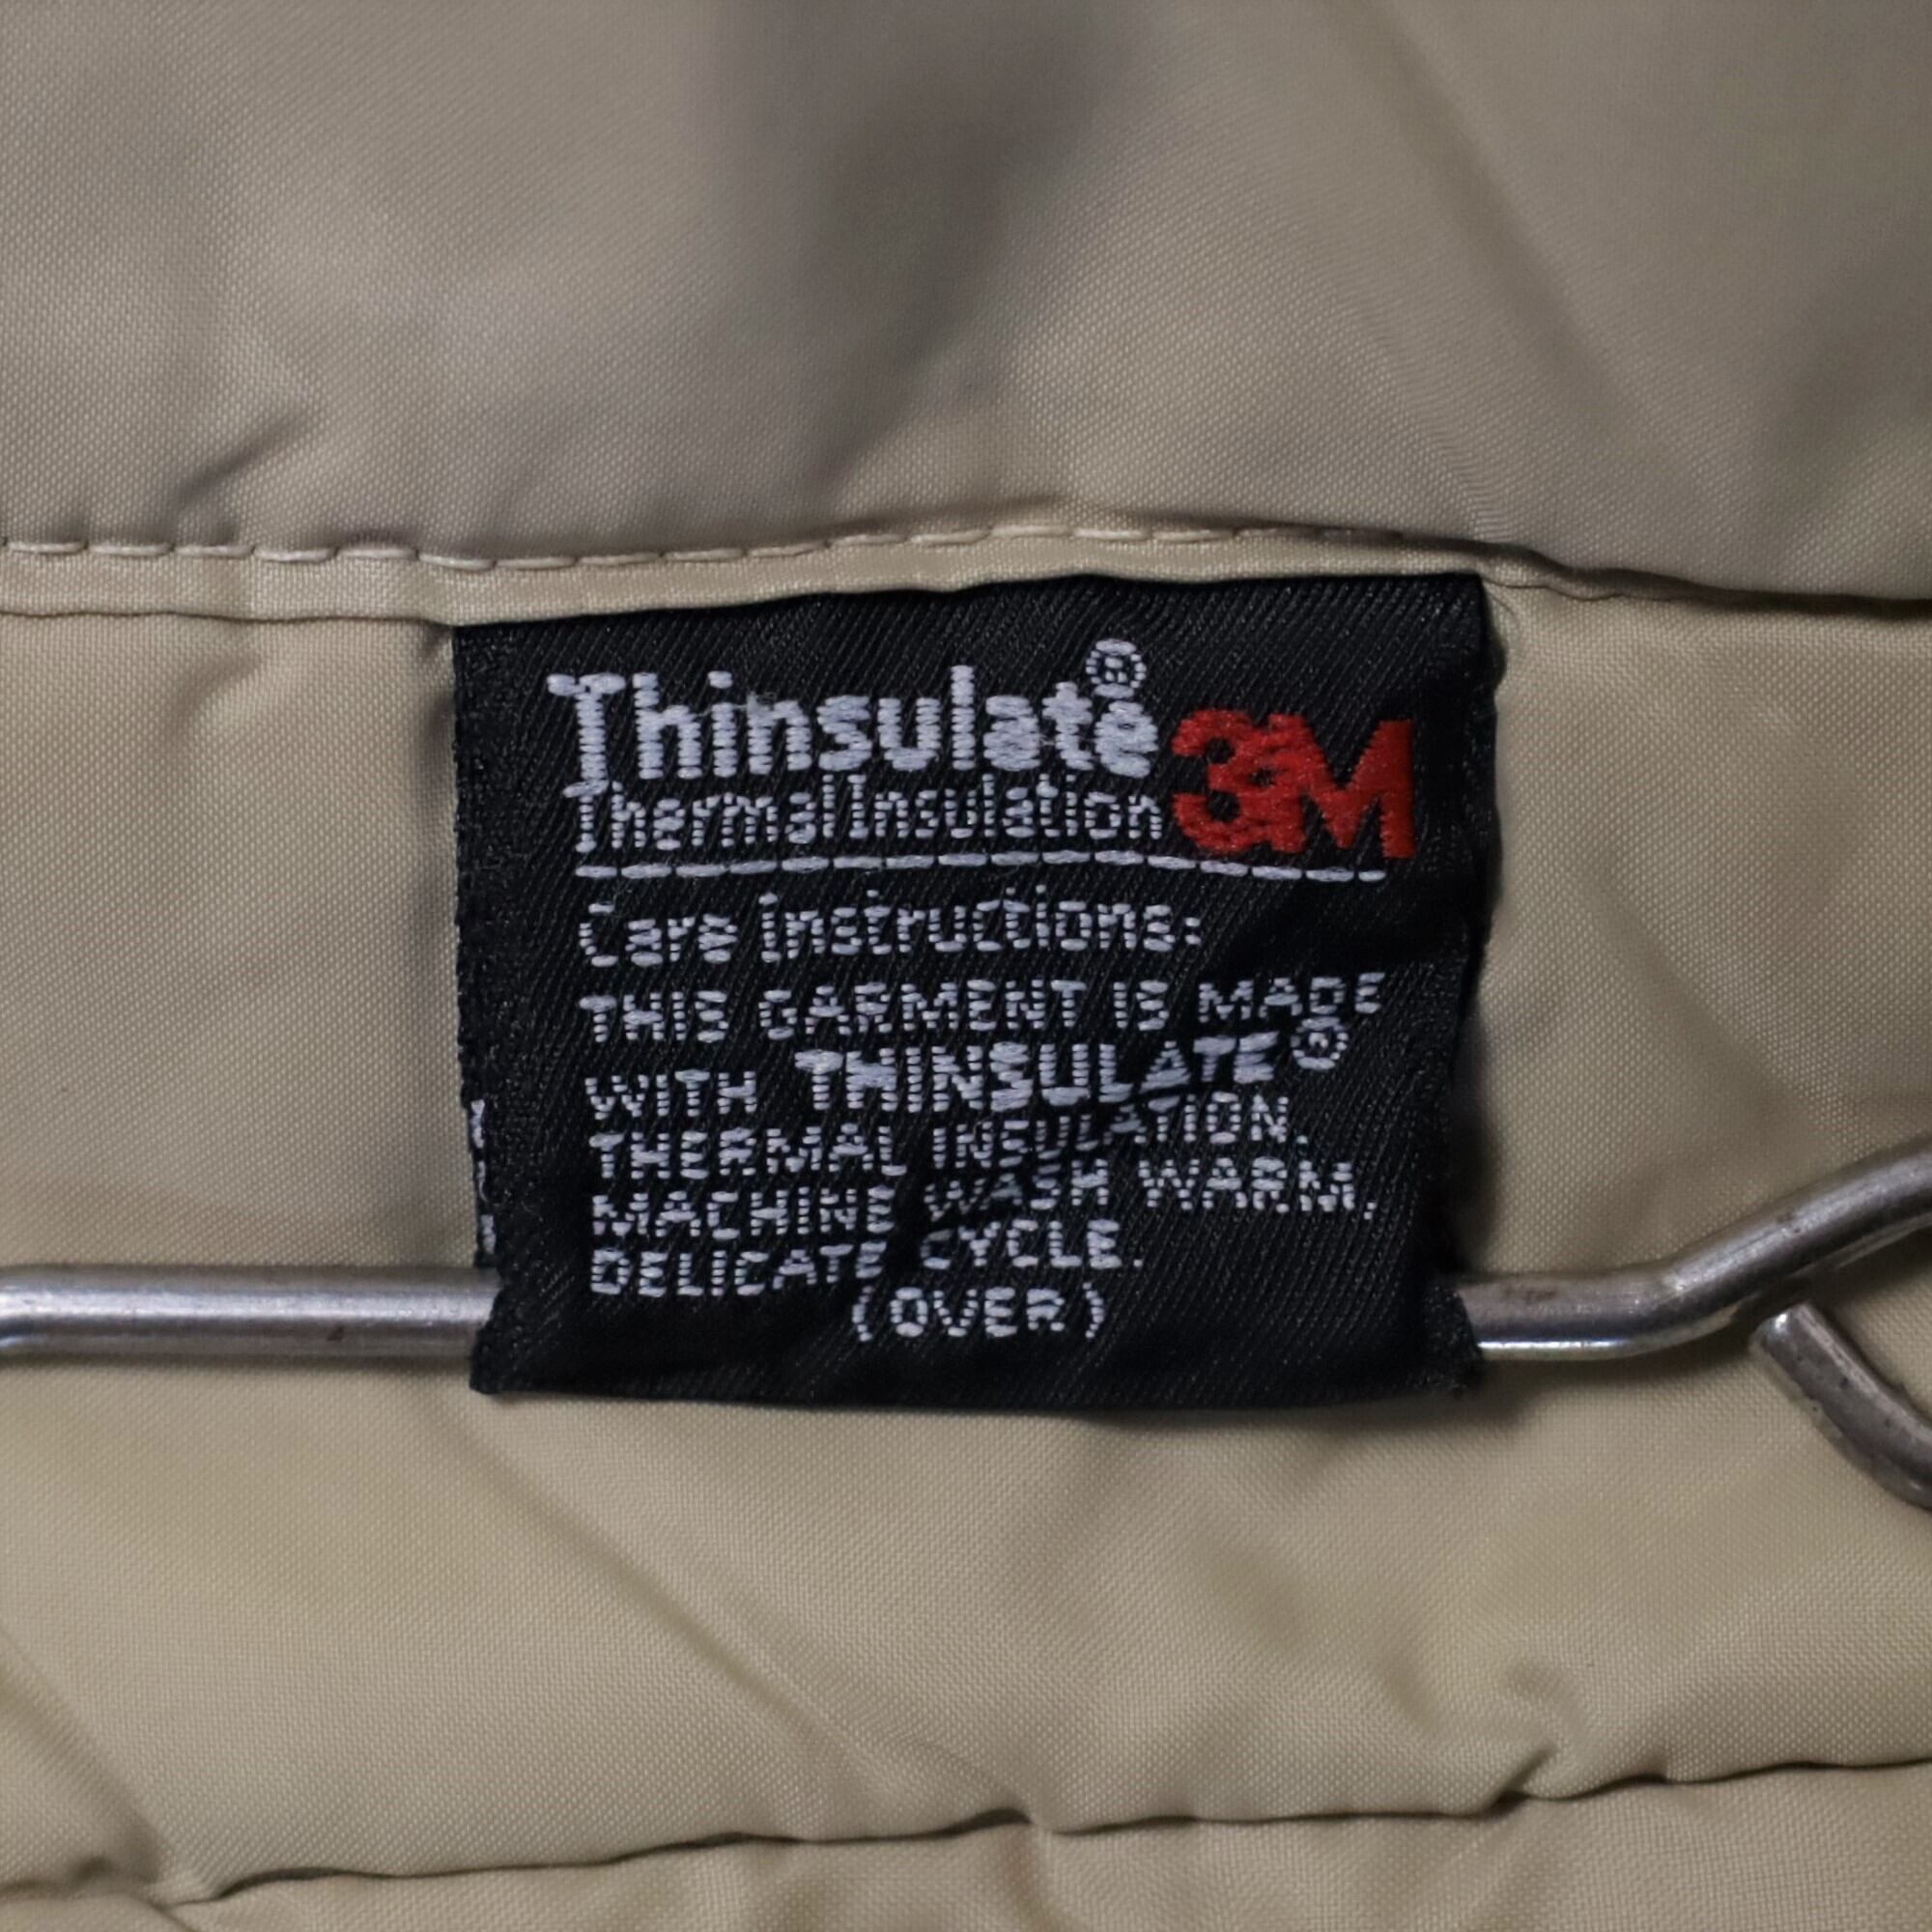 Thinsulate® 3M
Thermal Insulation
Care instructions:
THIS GARMENT IS MADE
WITH THINSULATE®
THERMAL INSULATION.
MACHINE WASH WARM,
DELICATE CYCLE.
(OVER)